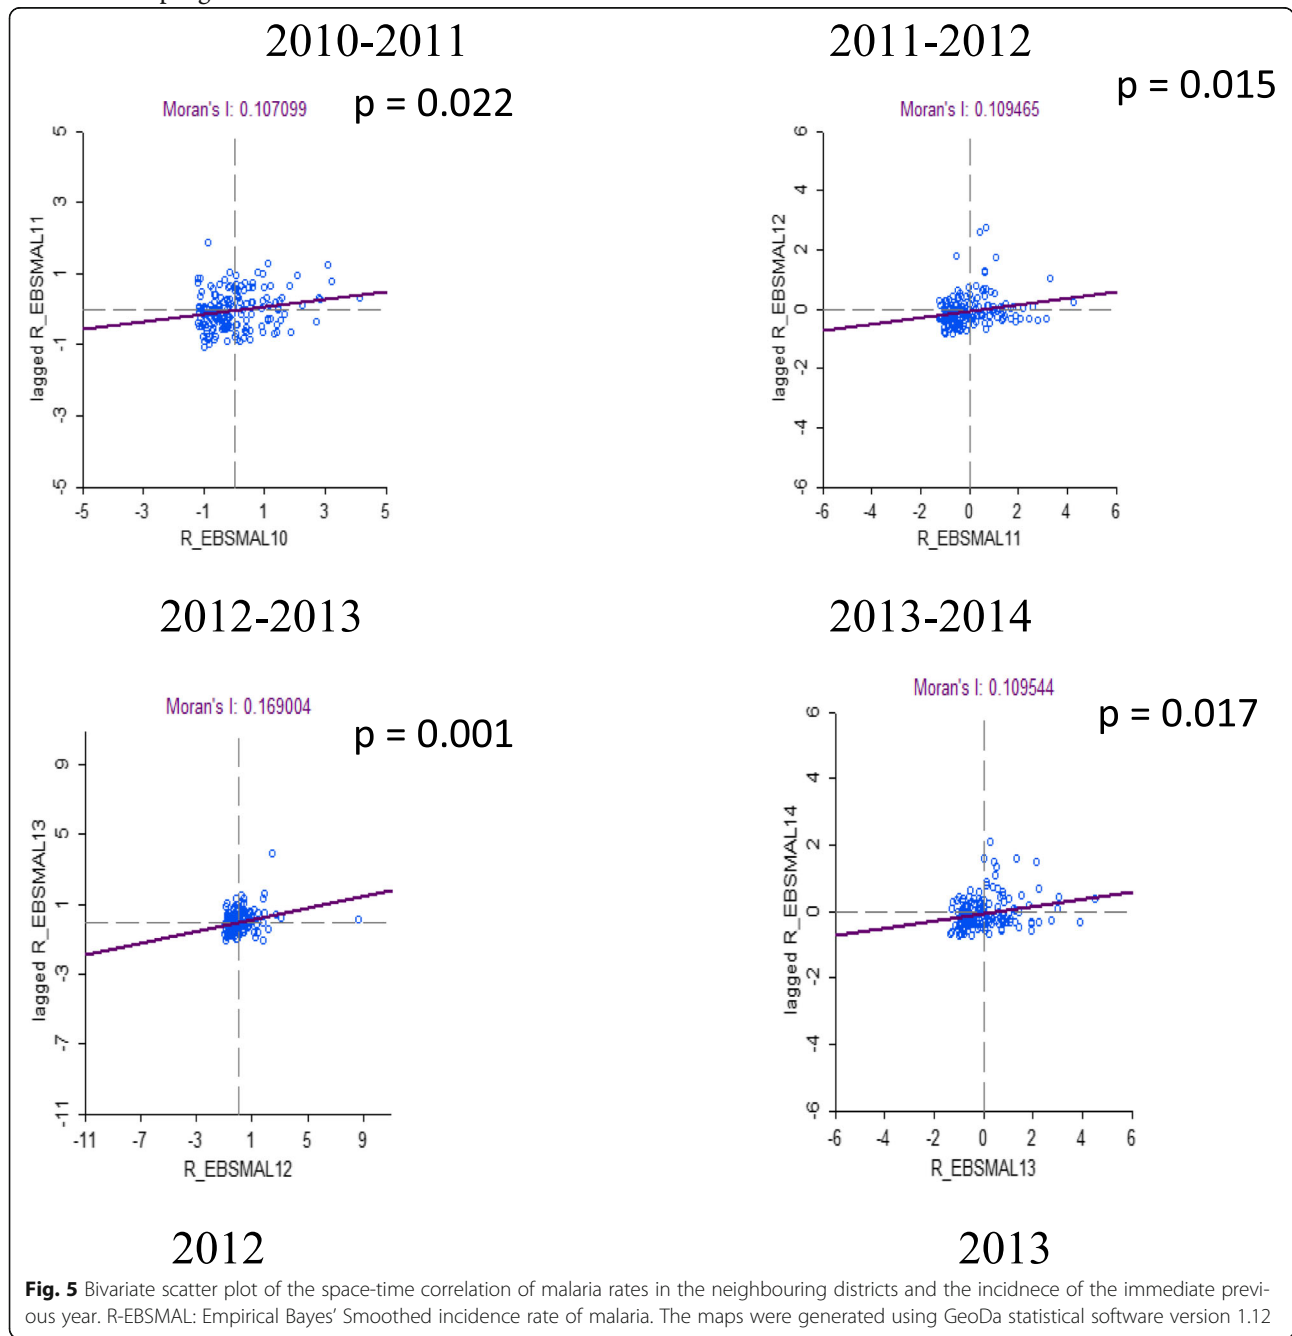 2010-2011
2011-2012
p = 0.022
p = 0.015
Moran's I: 0.107099
5
3
1
-1
-3
-5
lagged R_EBSMAL11
-5 -3 -1 1 3 5
R_EBSMAL10
Moran's I: 0.109465
6
4
2
0
-2
-4
-6
lagged R_EBSMAL12
-6 -4 -2 0 2 4 6
R_EBSMAL11
2012-2013
2013-2014
Moran's I: 0.169004
p = 0.001
9
5
1
-3
-7
-11
lagged R_EBSMAL13
-11 -7 -3 1 5 9
R_EBSMAL12
Moran's I: 0.109544
p = 0.017
6
4
2
0
-2
-4
-6
lagged R_EBSMAL14
-6 -4 -2 0 2 4 6
R_EBSMAL13
2012
2013
Fig. 5 Bivariate scatter plot of the space-time correlation of malaria rates in the neighbouring districts and the incidnece of the immediate previ-
ous year. R-EBSMAL: Empirical Bayes' Smoothed incidence rate of malaria. The maps were generated using GeoDa statistical software version 1.12